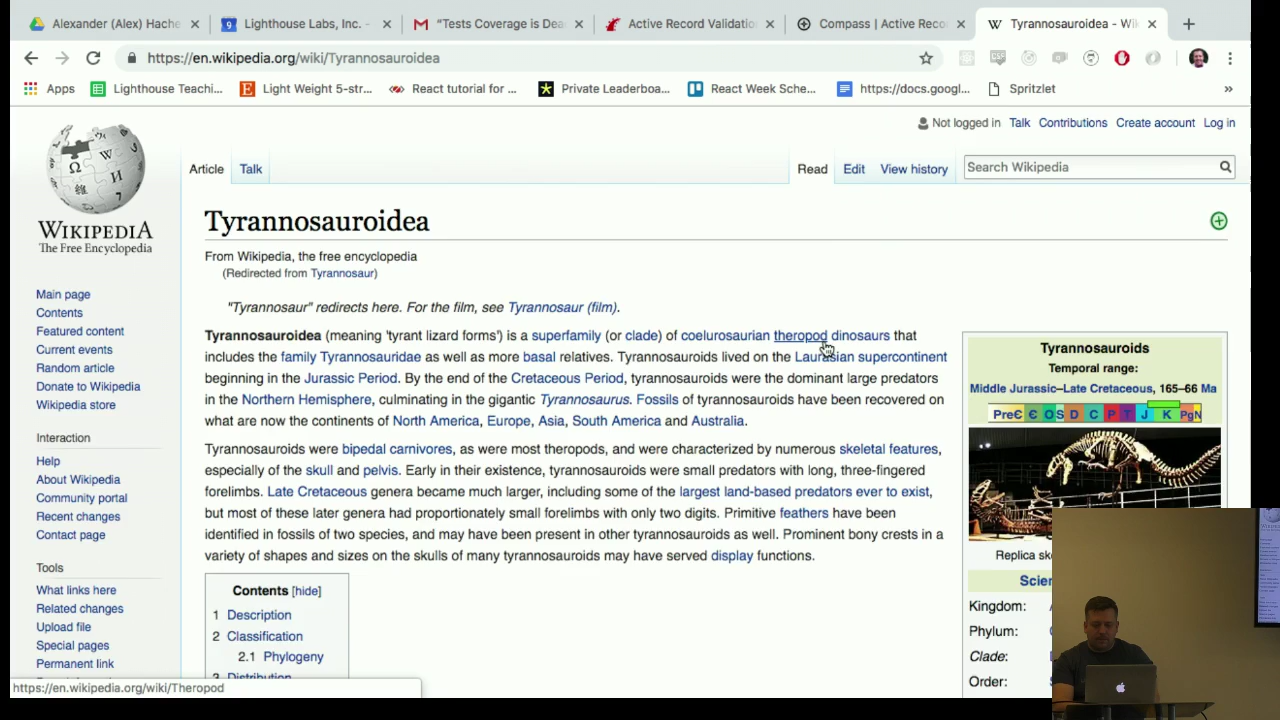 Alexander (Alex) Hache
Lighthouse Labs, Inc. -
"Tests Coverage is Dea
Active Record Validatio
Compass | Active Reco
Tyrannosauroidea - Wik
https://en.wikipedia.org/wiki/Tyrannosauroidea
Apps
Lighthouse Teachi...
Light Weight 5-str...
React tutorial for ...
Private Leaderboa...
React Week Sche...
https://docs.googl...
Spritzlet
»
Not logged in Talk Contributions Create account Log in
Article Talk
Read Edit View history
Search Wikipedia
WIKIPEDIA
The Free Encyclopedia
Main page
Contents
Featured content
Current events
Random article
Donate to Wikipedia
Wikipedia store
Interaction
Help
About Wikipedia
Community portal
Recent changes
Contact page
Tools
What links here
Related changes
Upload file
Special pages
Permanent link
Tyrannosauroidea
From Wikipedia, the free encyclopedia
(Redirected from Tyrannosaur)
"Tyrannosaur" redirects here. For the film, see Tyrannosaur (film).
Tyrannosauroidea (meaning 'tyrant lizard forms') is a superfamily (or clade) of coelurosaurian theropod dinosaurs that
includes the family Tyrannosauridae as well as more basal relatives. Tyrannosauroids lived on the Laurasian supercontinent
beginning in the Jurassic Period. By the end of the Cretaceous Period, tyrannosauroids were the dominant large predators
in the Northern Hemisphere, culminating in the gigantic Tyrannosaurus. Fossils of tyrannosauroids have been recovered on
what are now the continents of North America, Europe, Asia, South America and Australia.
Tyrannosauroids were bipedal carnivores, as were most theropods, and were characterized by numerous skeletal features,
especially of the skull and pelvis. Early in their existence, tyrannosauroids were small predators with long, three-fingered
forelimbs. Late Cretaceous genera became much larger, including some of the largest land-based predators ever to exist,
but most of these later genera had proportionately small forelimbs with only two digits. Primitive feathers have been
identified in fossils of two species, and may have been present in other tyrannosauroids as well. Prominent bony crests in a
variety of shapes and sizes on the skulls of many tyrannosauroids may have served display functions.
Contents [hide]
1 Description
2 Classification
2.1 Phylogeny
3 Distribution
Tyrannosauroids
Temporal range:
Middle Jurassic–Late Cretaceous, 165–66 Ma
PreЄ Є O S D C P T J K PgN
Replica sk
Scien
Kingdom:
Phylum:
Clade:
Order:
https://en.wikipedia.org/wiki/Theropod